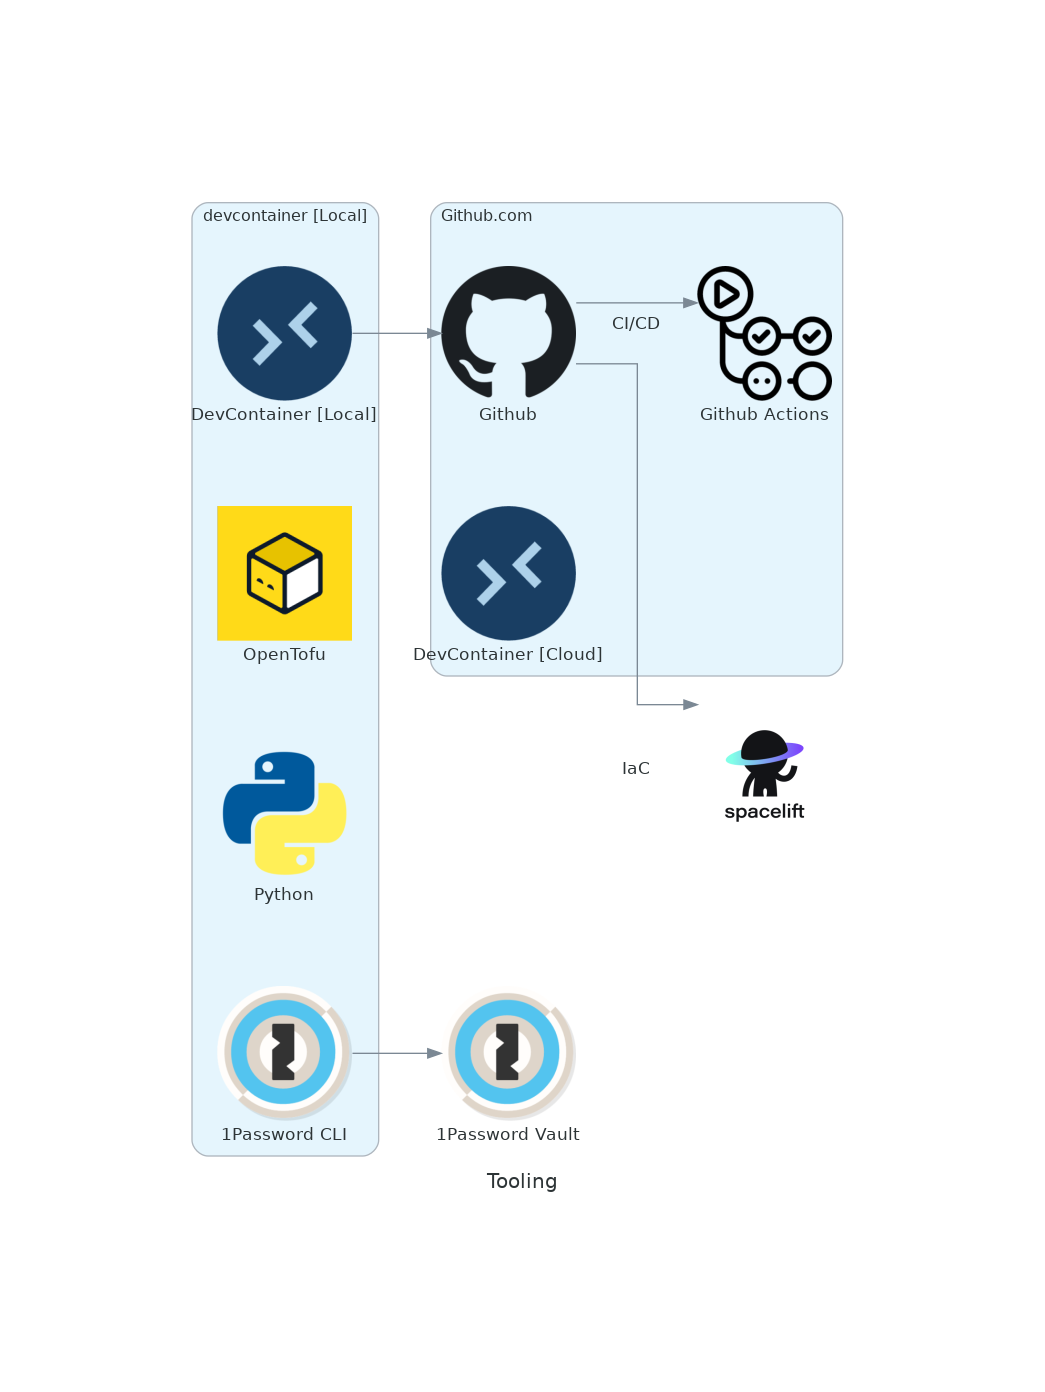 devcontainer [Local]
Github.com
CI/CD
DevContainer [Local]
Github
Github Actions
OpenTofu
DevContainer [Cloud]
IaC
spacelift
Python
1Password CLI
1Password Vault
Tooling